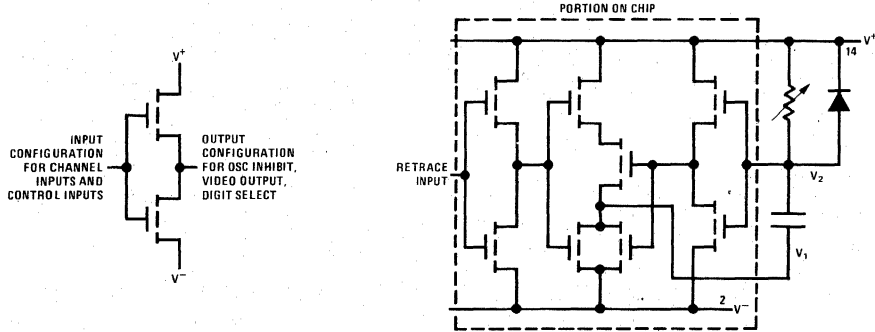 PORTION ON CHIP
V+
14
V+
INPUT
CONFIGURATION
FOR CHANNEL
INPUTS AND
CONTROL INPUTS
OUTPUT
CONFIGURATION
FOR OSC INHIBIT,
VIDEO OUTPUT,
DIGIT SELECT
V−
RETRACE
INPUT
V2
V1
2
V−